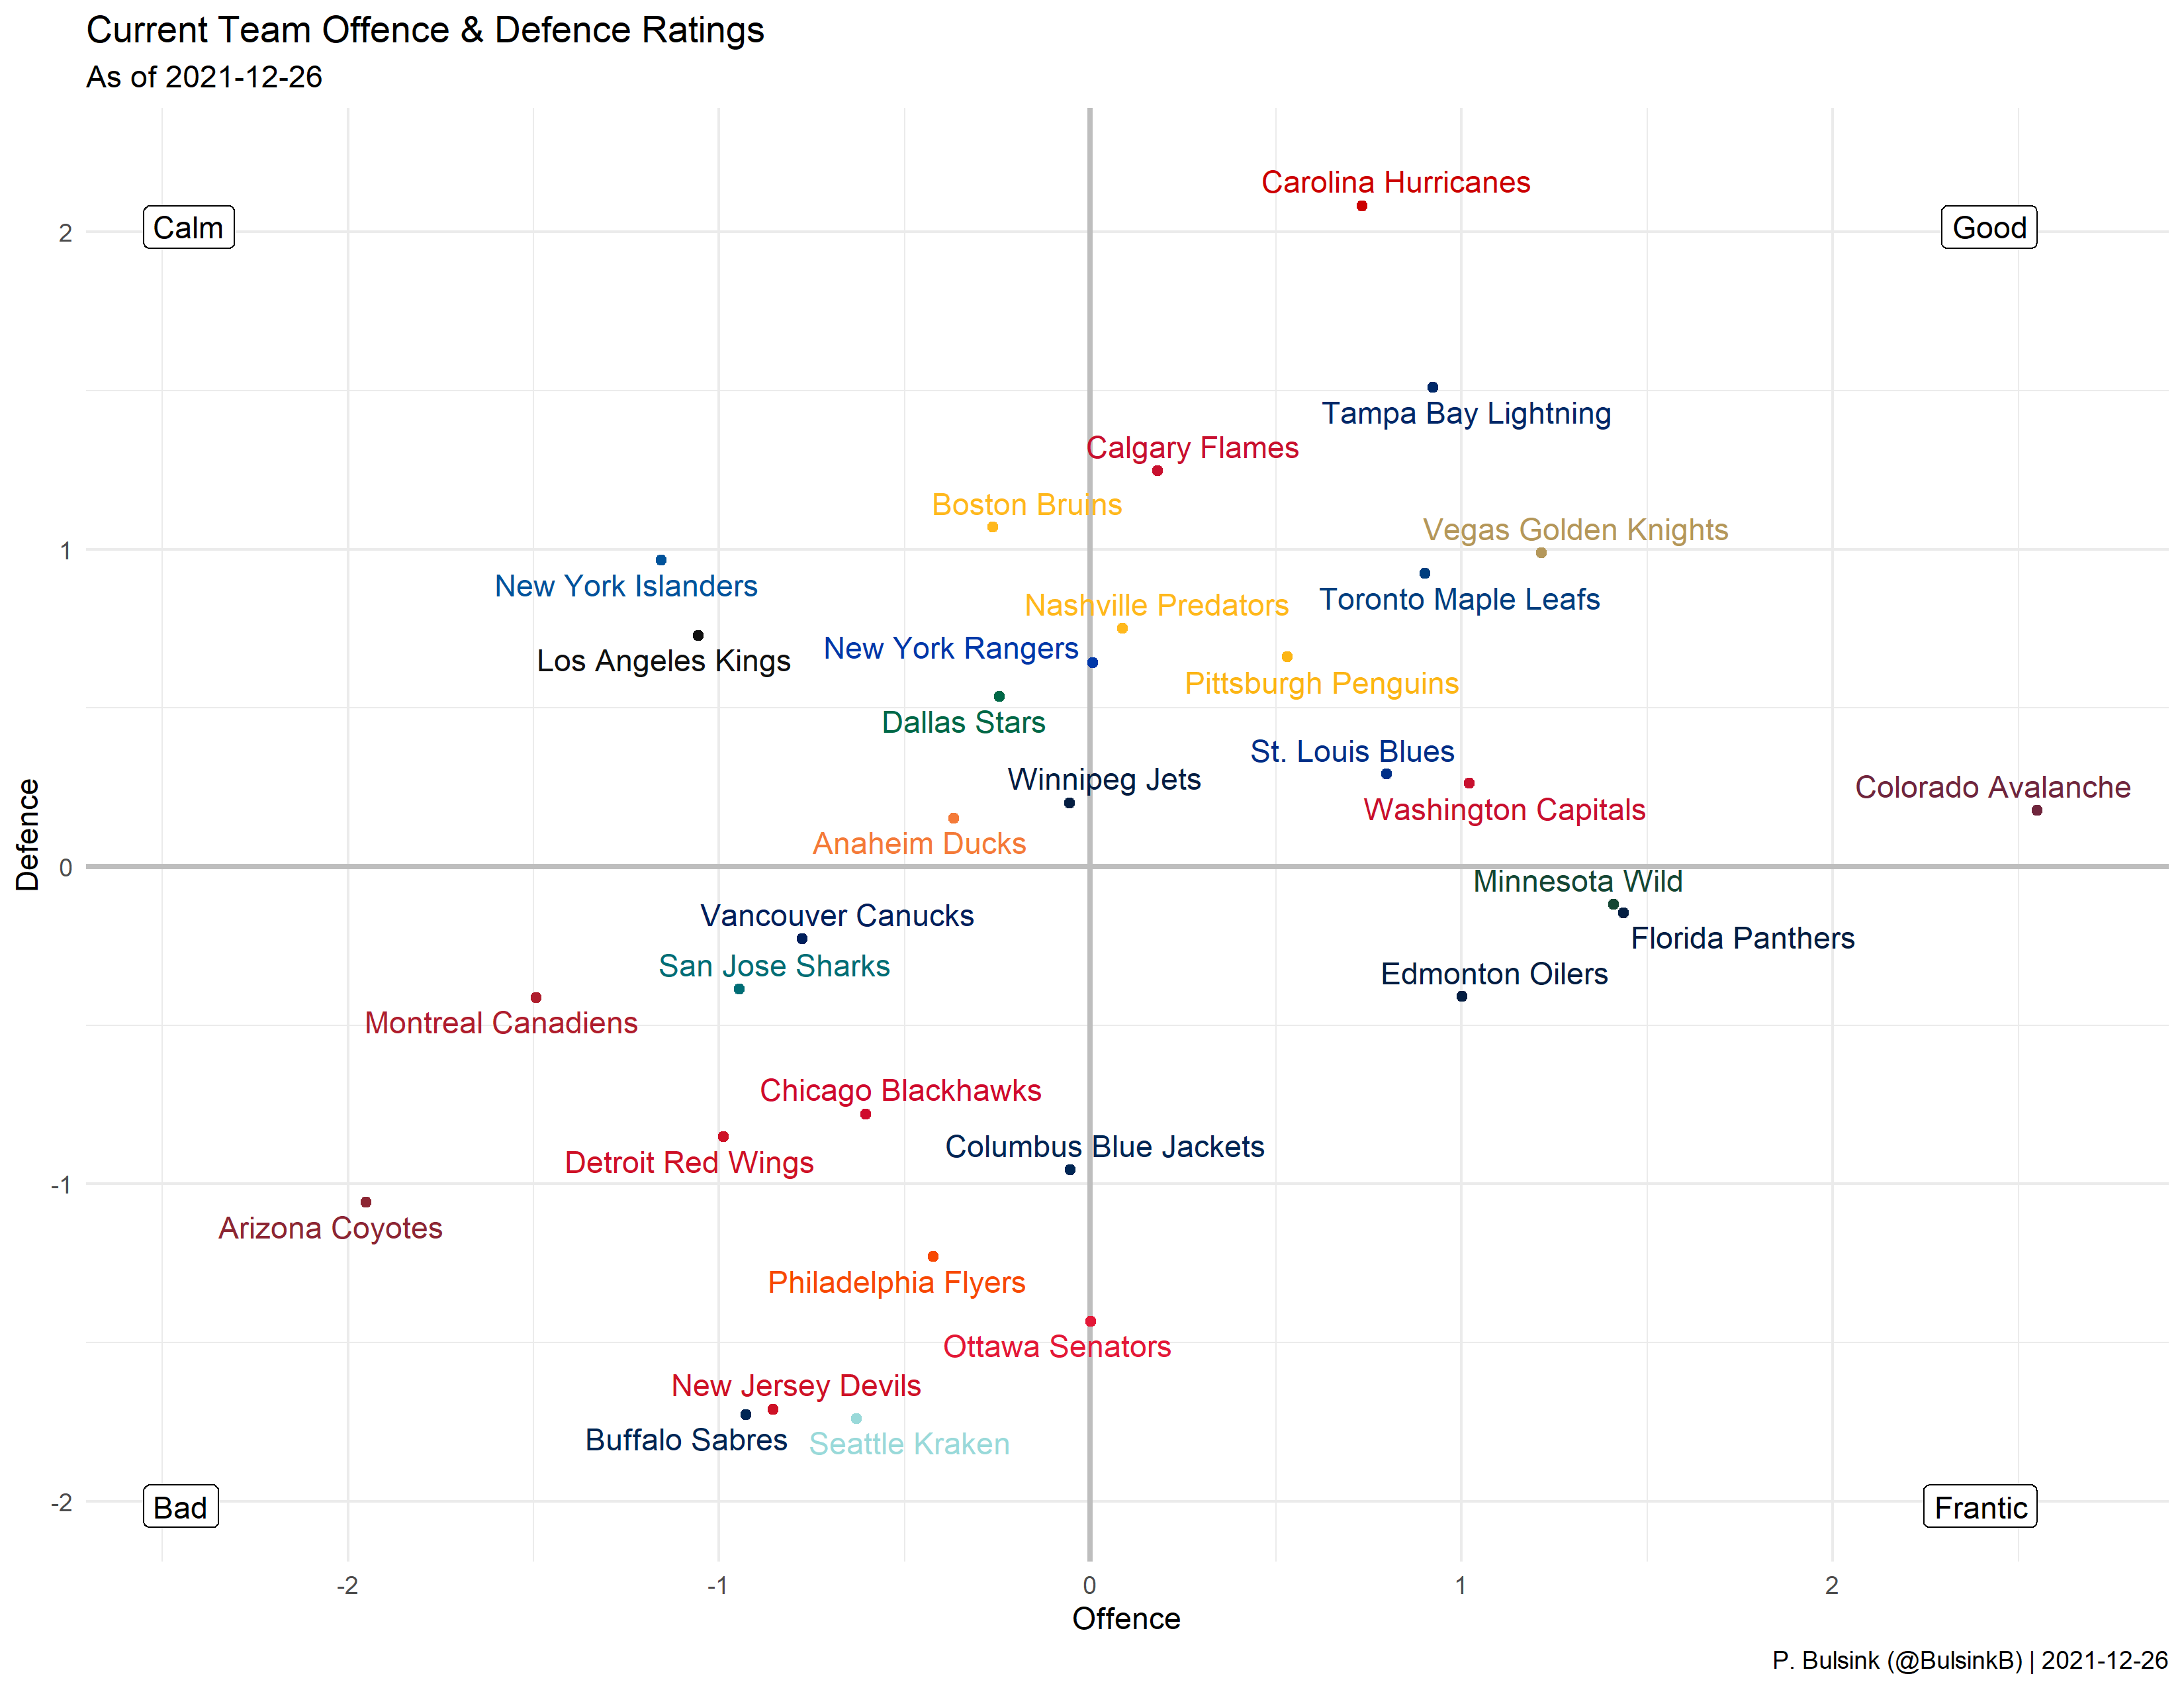 Current Team Offence & Defence Ratings
As of 2021-12-26
Carolina Hurricanes
Calm
Good
2
Tampa Bay Lightning
Calgary Flames
Boston Bruins
Vegas Golden Knights
1
New York Islanders
Toronto Maple Leafs
Nashville Predators
New York Rangers
Los Angeles Kings
Pittsburgh Penguins
Dallas Stars
St. Louis Blues
Winnipeg Jets
Colorado Avalanche
Washington Capitals
Anaheim Ducks
Defence
0
Minnesota Wild
Vancouver Canucks
Florida Panthers
San Jose Sharks
Edmonton Oilers
Montreal Canadiens
Chicago Blackhawks
Columbus Blue Jackets
Detroit Red Wings
-1
Arizona Coyotes
Philadelphia Flyers
Ottawa Senators
New Jersey Devils
Buffalo Sabres
Seattle Kraken
-2
Bad
Frantic
-2
-1
0
1
2
Offence
P. Bulsink (@BulsinkB) | 2021-12-26